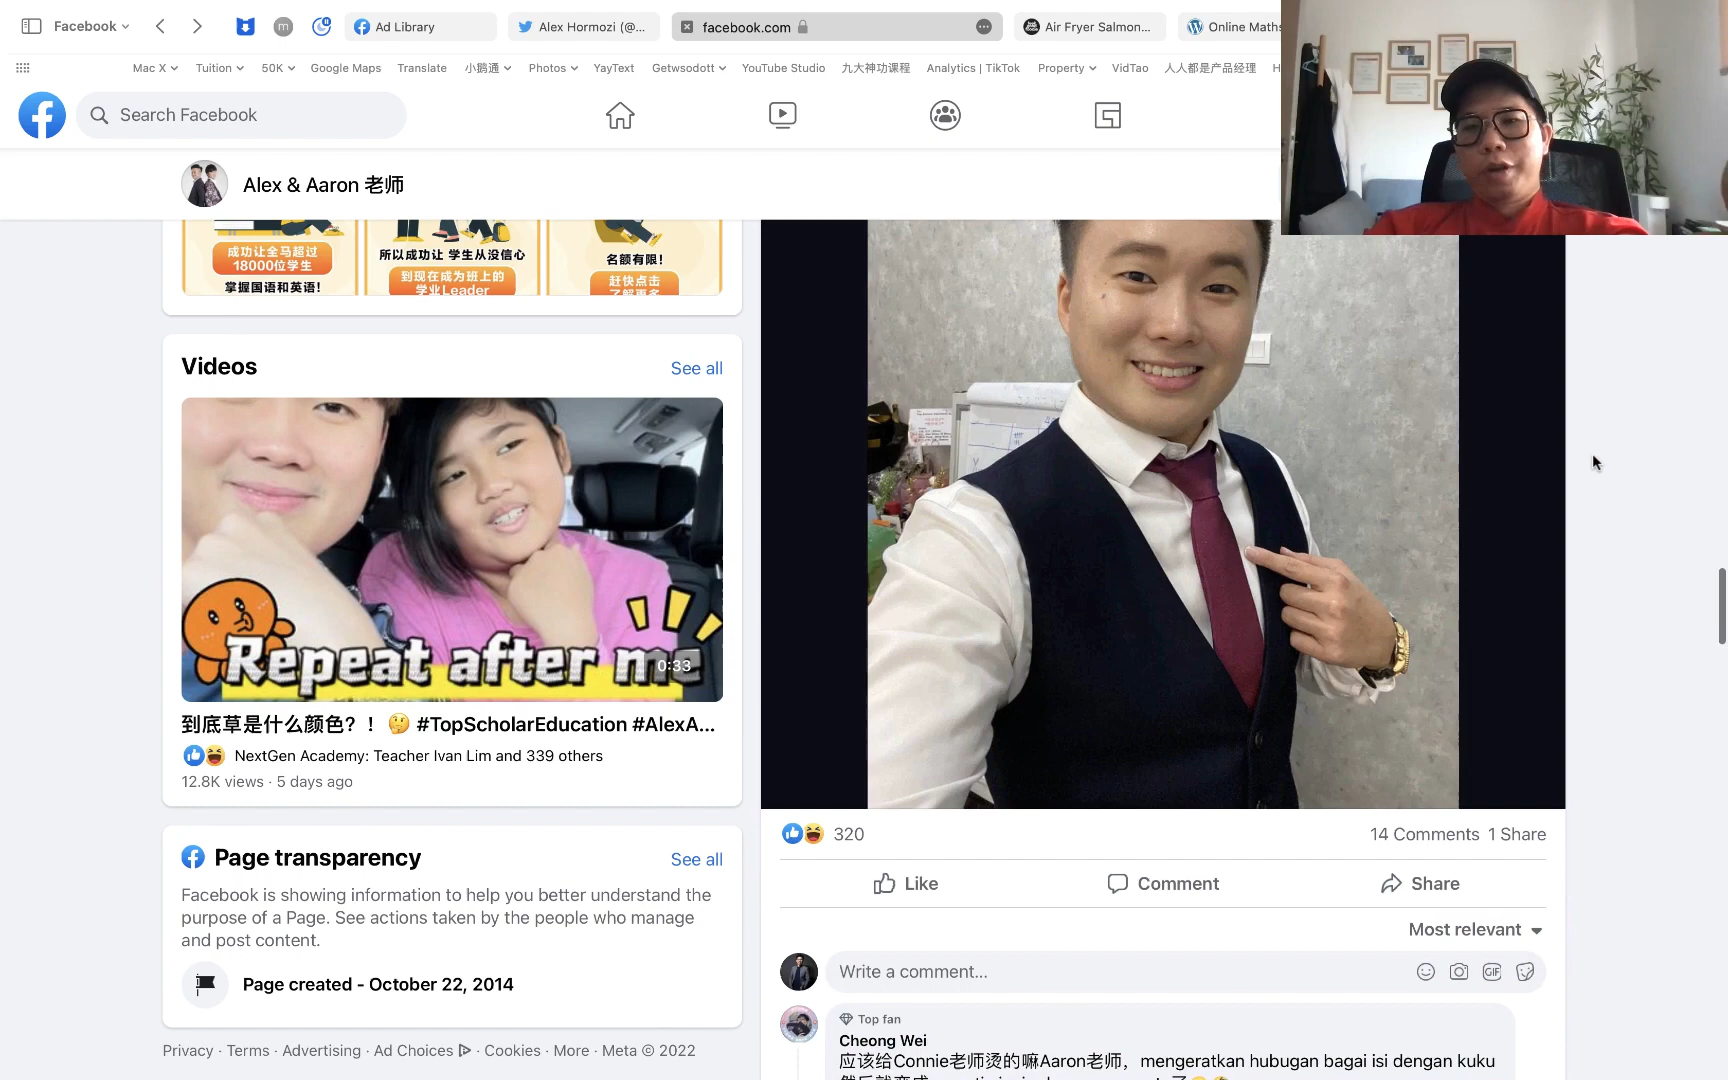 Facebook
Ad Library
Alex Hormozi (@...
facebook.com
Air Fryer Salmon...
Online Maths
Mac X
Tuition
50K
Google Maps
Translate
小鹅通
Photos
YayText
Getwsodott
YouTube Studio
九大神功课程
Analytics | TikTok
Property
VidTao
人人都是产品经理
H
Search Facebook
Alex & Aaron 老师
成功让全马超过
18000位学生
掌握国语和英语!
所以成功让 学生从没信心
到现在成为班上的
学业Leader
名额有限!
赶快点击
了解更多
Videos
See all
Repeat after me
0:33
到底草是什么颜色？！ 🤔 #TopScholarEducation #AlexA...
NextGen Academy: Teacher Ivan Lim and 339 others
12.8K views · 5 days ago
Page transparency
See all
Facebook is showing information to help you better understand the
purpose of a Page. See actions taken by the people who manage
and post content.
Page created - October 22, 2014
Privacy · Terms · Advertising · Ad Choices · Cookies · More · Meta © 2022
320
14 Comments 1 Share
Like
Comment
Share
Most relevant
Write a comment...
GIF
Top fan
Cheong Wei
应该给Connie老师烫的嘛Aaron老师，mengeratkan hubugan bagai isi dengan kuku